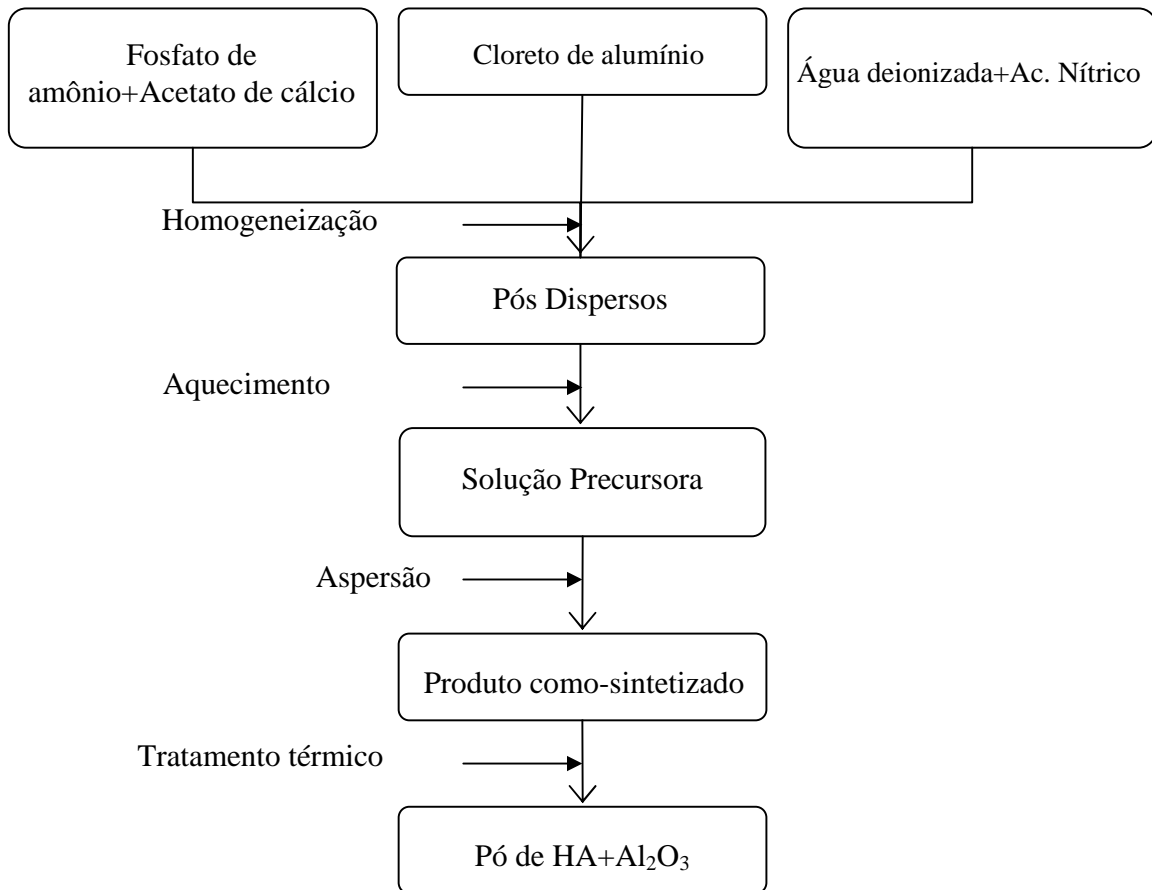 Fosfato de
amônio+Acetato de cálcio
Cloreto de alumínio
Água deionizada+Ac. Nítrico
Homogeneização
Pós Dispersos
Aquecimento
Solução Precursora
Aspersão
Produto como-sintetizado
Tratamento térmico
Pó de HA+Al₂O₃